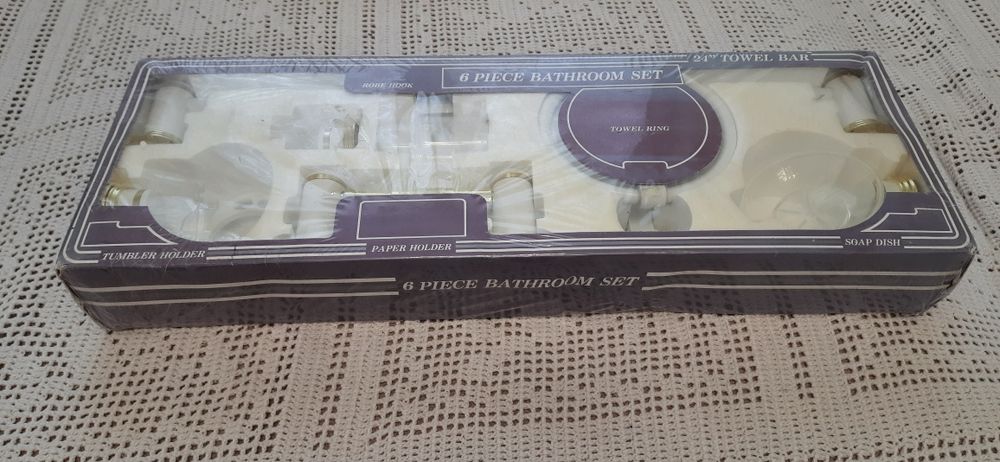 24" TOWEL BAR
6 PIECE BATHROOM SET
ROBE HOOK
TOWEL RING
TUMBLER HOLDER
PAPER HOLDER
SOAP DISH
6 PIECE BATHROOM SET